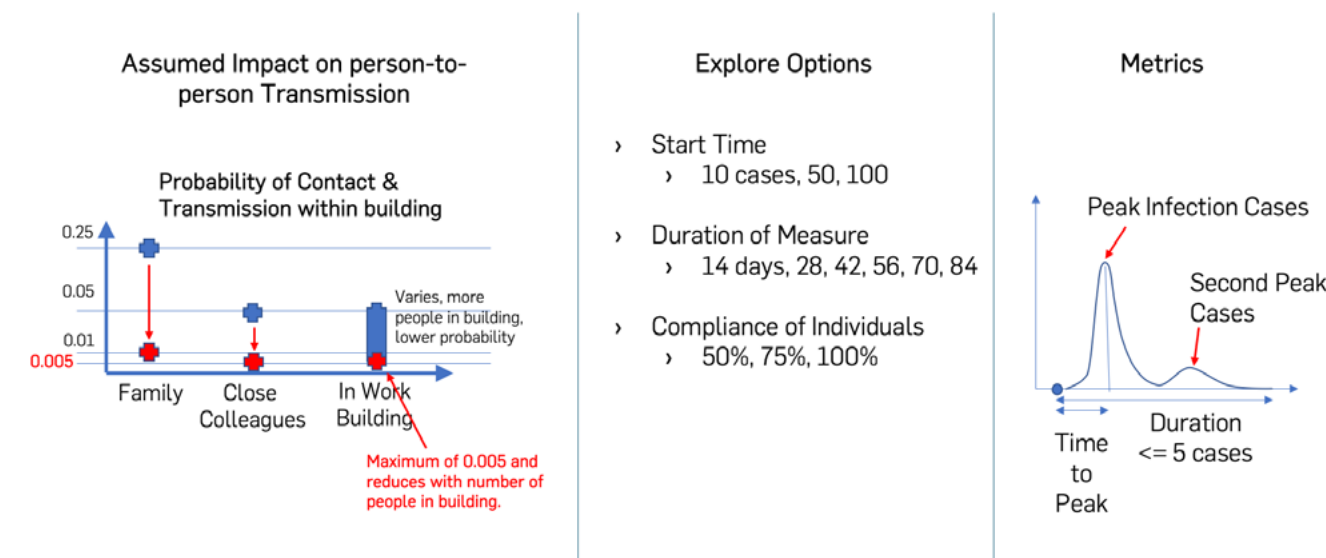 Assumed Impact on person-to-
person Transmission
Probability of Contact &
Transmission within building
0.25
0.05
0.01
0.005
Varies, more
people in building,
lower probability
Family
Close
Colleagues
In Work
Building
Maximum of 0.005 and
reduces with number of
people in building.
Explore Options
› Start Time
› 10 cases, 50, 100
› Duration of Measure
› 14 days, 28, 42, 56, 70, 84
› Compliance of Individuals
› 50%, 75%, 100%
Metrics
Peak Infection Cases
Second Peak
Cases
Time
to
Peak
Duration
<= 5 cases